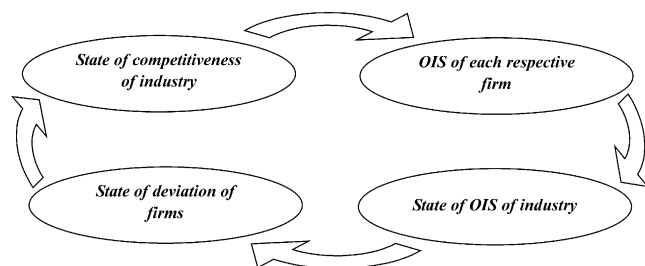 State of competitiveness
of industry
OIS of each respective
firm
State of deviation of
firms
State of OIS of industry